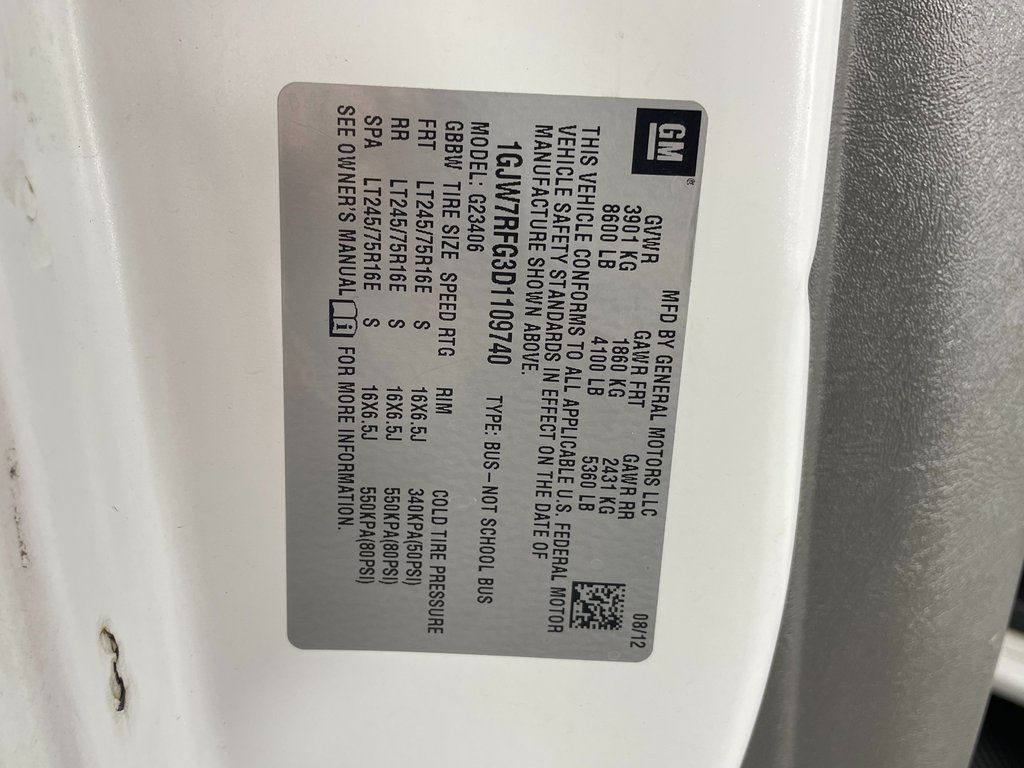 GM®
MFD BY GENERAL MOTORS LLC 08/12
GVWR GAWR FRT GAWR RR
3901 KG 1860 KG 2431 KG
8600 LB 4100 LB 5360 LB
THIS VEHICLE CONFORMS TO ALL APPLICABLE U.S. FEDERAL MOTOR
VEHICLE SAFETY STANDARDS IN EFFECT ON THE DATE OF
MANUFACTURE SHOWN ABOVE.
1GJW7RFG3D1109740 TYPE: BUS-NOT SCHOOL BUS
MODEL: G23406
GBBW TIRE SIZE SPEED RTG RIM COLD TIRE PRESSURE
FRT LT245/75R16E S 16X6.5J 340KPA(50PSI)
RR LT245/75R16E S 16X6.5J 550KPA(80PSI)
SPA LT245/75R16E S 16X6.5J 550KPA(80PSI)
SEE OWNER'S MANUAL FOR MORE INFORMATION.